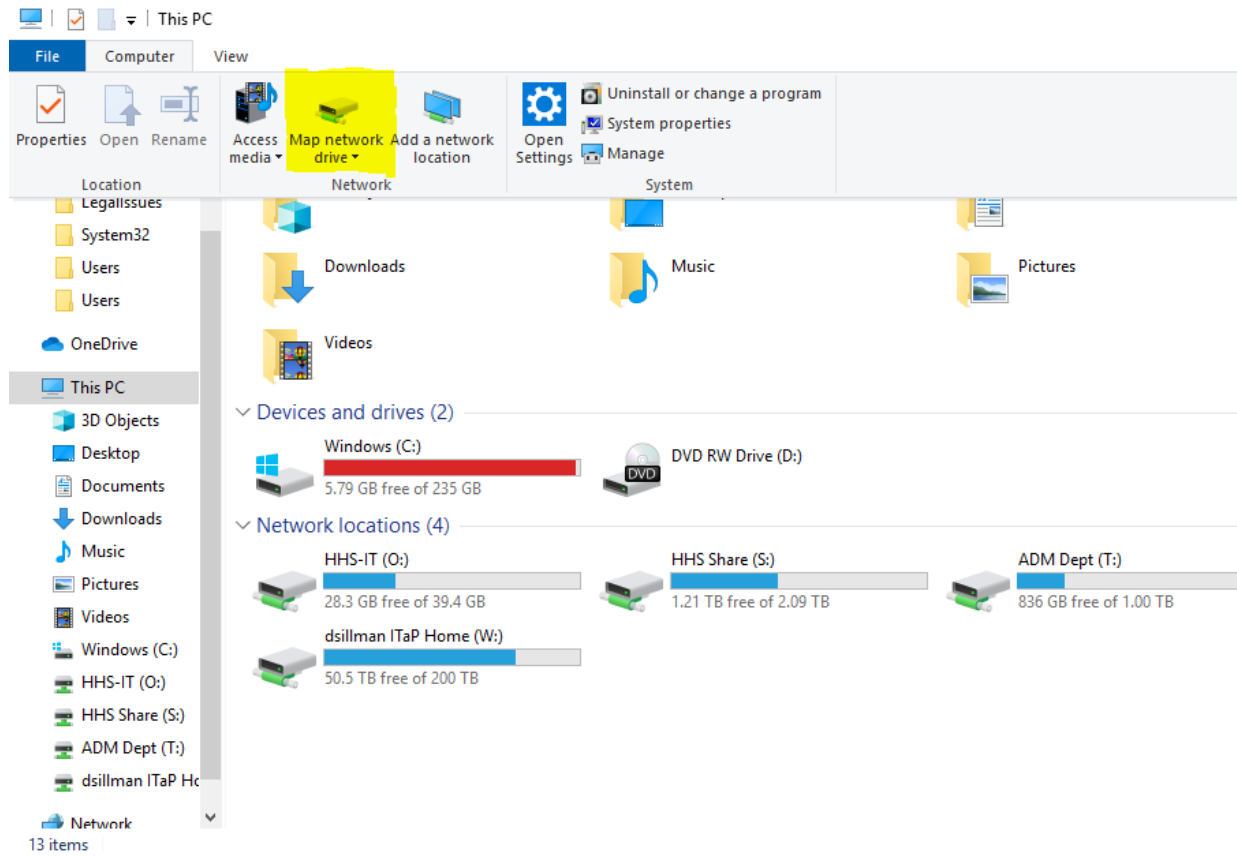 This PC
File Computer View
Properties Open Rename
Access media
Map network drive
Add a network location
Open Settings
Uninstall or change a program
System properties
Manage
Location Network System
LegalIssues
System32
Users
Users
OneDrive
This PC
3D Objects
Desktop
Documents
Downloads
Music
Pictures
Videos
Windows (C:)
HHS-IT (O:)
HHS Share (S:)
ADM Dept (T:)
dsillman ITaP
Network
Downloads Music Pictures
Videos
Devices and drives (2)
Windows (C:)
5.79 GB free of 235 GB
DVD RW Drive (D:)
DVD
Network locations (4)
HHS-IT (O:)
28.3 GB free of 39.4 GB
HHS Share (S:)
1.21 TB free of 2.09 TB
ADM Dept (T:)
836 GB free of 1.00 TB
dsillman ITaP Home (W:)
50.5 TB free of 200 TB
13 items